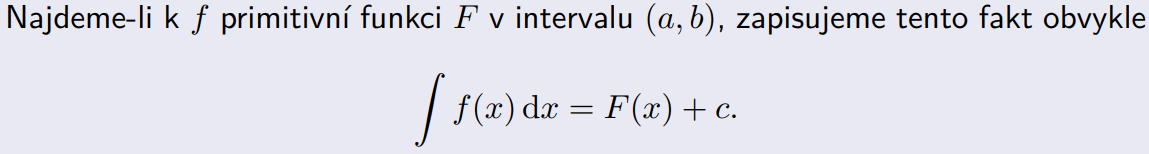 Najdeme-li k f primitivní funkci F v intervalu (a, b), zapisujeme tento fakt obvykle
∫ f(x) dx = F(x) + c.